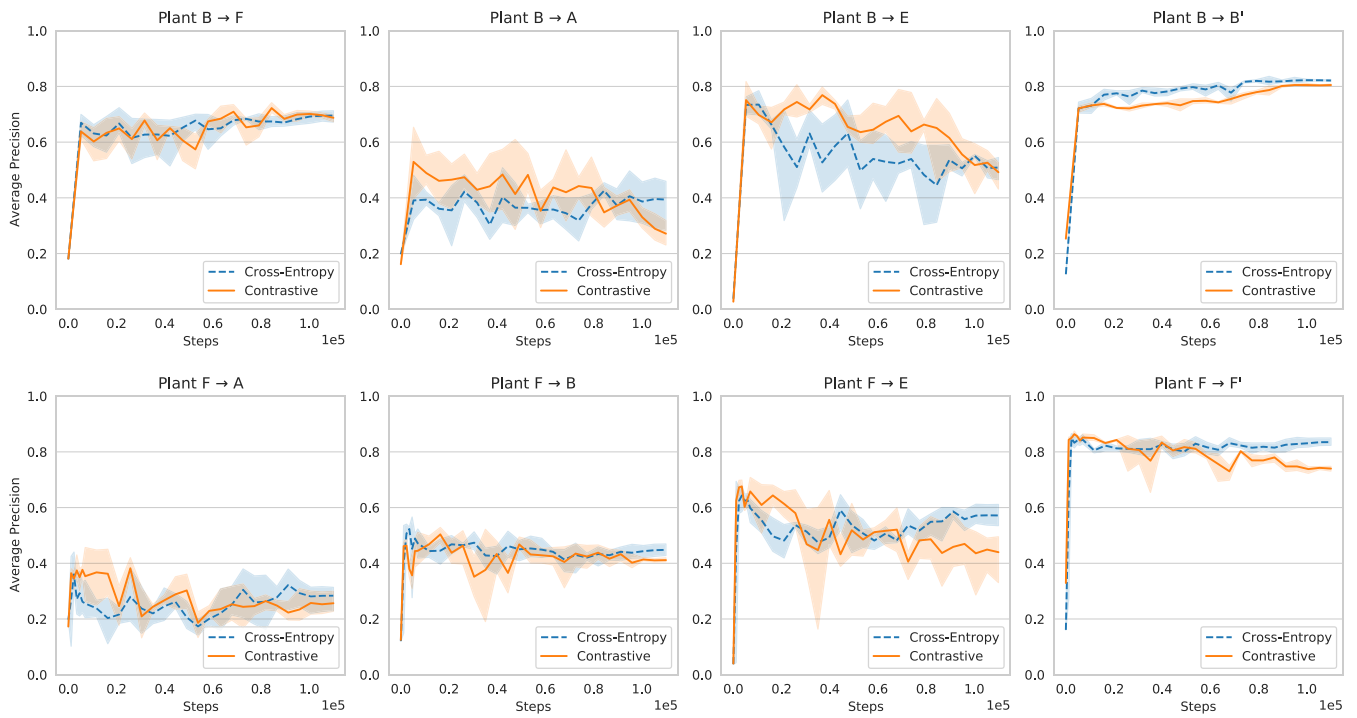 Plant B → F
Plant B → A
Plant B → E
Plant B → B'
1.0
0.8
0.6
0.4
0.2
0.0
Average Precision
Cross-Entropy
Contrastive
0.0 0.2 0.4 0.6 0.8 1.0
Steps
1e5
1.0
0.8
0.6
0.4
0.2
0.0
Cross-Entropy
Contrastive
0.0 0.2 0.4 0.6 0.8 1.0
Steps
1e5
1.0
0.8
0.6
0.4
0.2
0.0
Cross-Entropy
Contrastive
0.0 0.2 0.4 0.6 0.8 1.0
Steps
1e5
1.0
0.8
0.6
0.4
0.2
0.0
Cross-Entropy
Contrastive
0.0 0.2 0.4 0.6 0.8 1.0
Steps
1e5
Plant F → A
Plant F → B
Plant F → E
Plant F → F'
1.0
0.8
0.6
0.4
0.2
0.0
Average Precision
Cross-Entropy
Contrastive
0.0 0.2 0.4 0.6 0.8 1.0
Steps
1e5
1.0
0.8
0.6
0.4
0.2
0.0
Cross-Entropy
Contrastive
0.0 0.2 0.4 0.6 0.8 1.0
Steps
1e5
1.0
0.8
0.6
0.4
0.2
0.0
Cross-Entropy
Contrastive
0.0 0.2 0.4 0.6 0.8 1.0
Steps
1e5
1.0
0.8
0.6
0.4
0.2
0.0
Cross-Entropy
Contrastive
0.0 0.2 0.4 0.6 0.8 1.0
Steps
1e5